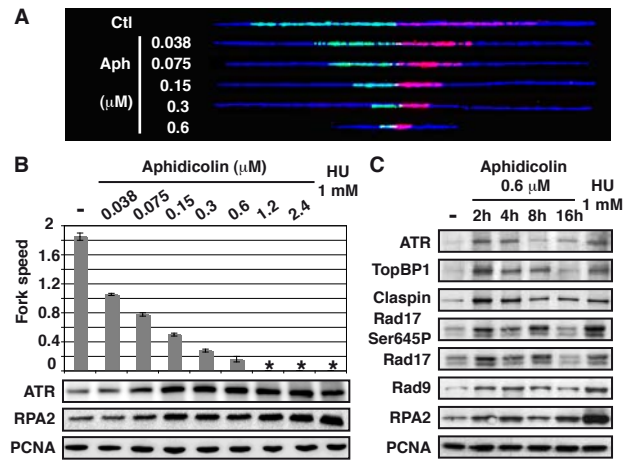 A
Ctl
0.038
Aph 0.075
0.15
(µM) 0.3
0.6
B
Aphidicolin (µM)
HU
1 mM
- 0.038 0.075 0.15 0.3 0.6 1.2 2.4
Fork speed
2
1.6
1.2
0.8
0.4
0
* * *
ATR
RPA2
PCNA
C
Aphidicolin
0.6 µM
HU
1 mM
- 2h 4h 8h 16h
ATR
TopBP1
Claspin
Rad17
Ser645P
Rad17
Rad9
RPA2
PCNA